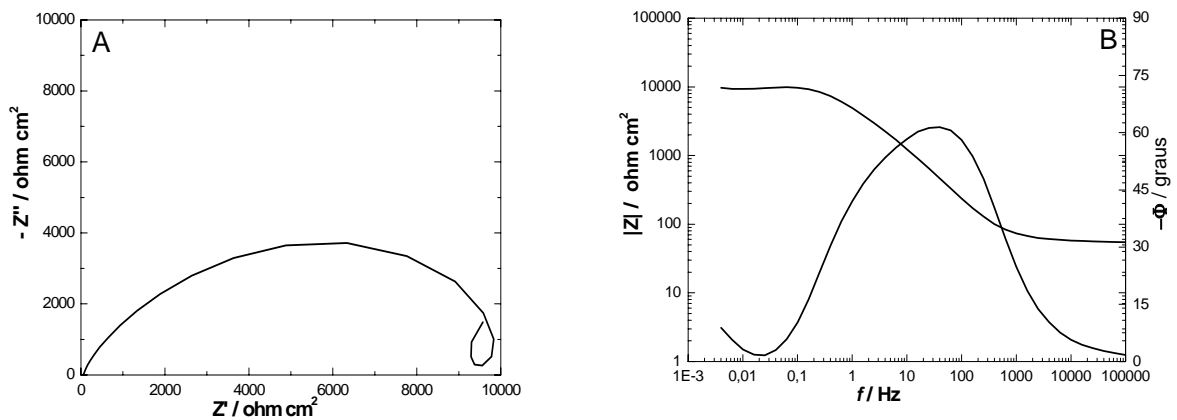 A
10000
8000
6000
4000
2000
0
- Z'' / ohm cm²
0 2000 4000 6000 8000 10000
Z' / ohm cm²
B
100000
10000
1000
100
10
1
|Z| / ohm cm²
90
75
60
45
30
15
0
–Φ / graus
1E-3 0,01 0,1 1 10 100 1000 10000 100000
f / Hz